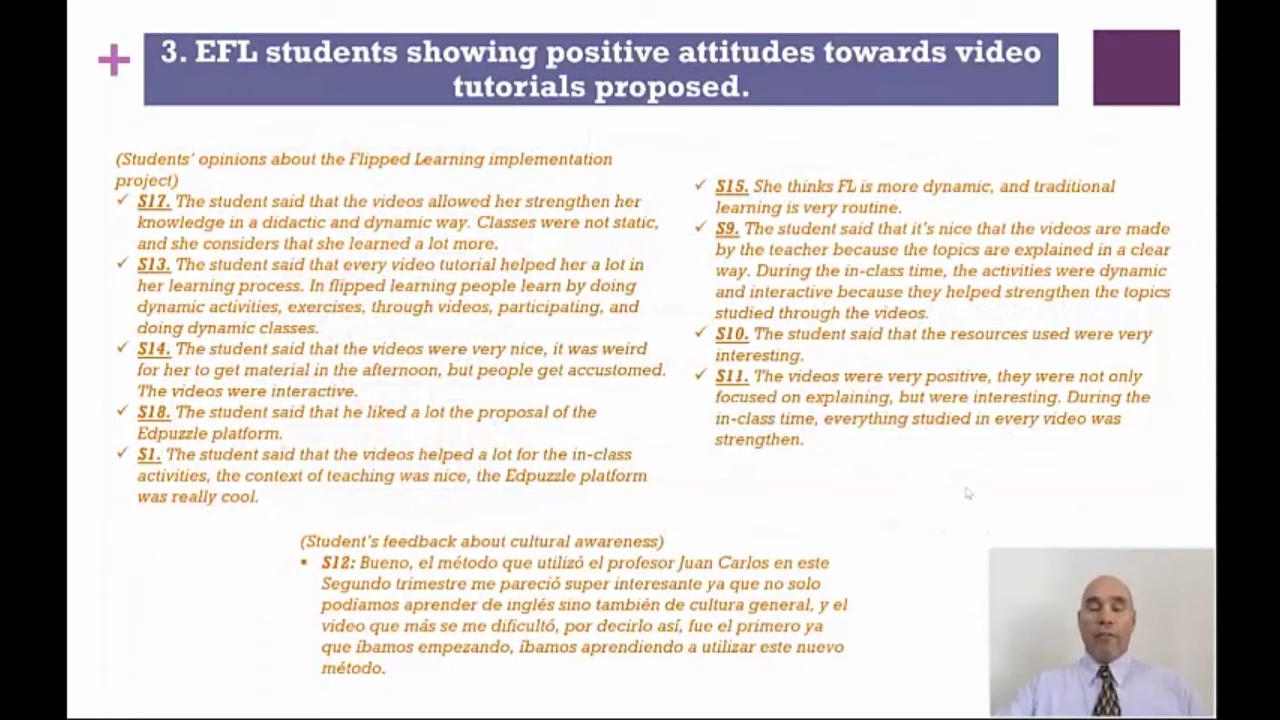 3. EFL students showing positive attitudes towards video
tutorials proposed.
(Students’ opinions about the Flipped Learning implementation
project)
✓ S17. The student said that the videos allowed her strengthen her
knowledge in a didactic and dynamic way. Classes were not static,
and she considers that she learned a lot more.
✓ S13. The student said that every video tutorial helped her a lot in
her learning process. In flipped learning people learn by doing
dynamic activities, exercises, through videos, participating, and
doing dynamic classes.
✓ S14. The student said that the videos were very nice, it was weird
for her to get material in the afternoon, but people get accustomed.
The videos were interactive.
✓ S18. The student said that he liked a lot the proposal of the
Edpuzzle platform.
✓ S1. The student said that the videos helped a lot for the in-class
activities, the context of teaching was nice, the Edpuzzle platform
was really cool.
✓ S15. She thinks FL is more dynamic, and traditional
learning is very routine.
✓ S9. The student said that it’s nice that the videos are made
by the teacher because the topics are explained in a clear
way. During the in-class time, the activities were dynamic
and interactive because they helped strengthen the topics
studied through the videos.
✓ S10. The student said that the resources used were very
interesting.
✓ S11. The videos were very positive, they were not only
focused on explaining, but were interesting. During the
in-class time, everything studied in every video was
strengthen.
(Student’s feedback about cultural awareness)
▪ S12: Bueno, el método que utilizó el profesor Juan Carlos en este
Segundo trimestre me pareció super interesante ya que no solo
podíamos aprender de inglés sino también de cultura general, y el
video que más se me dificultó, por decirlo así, fue el primero ya
que íbamos empezando, íbamos aprendiendo a utilizar este nuevo
método.